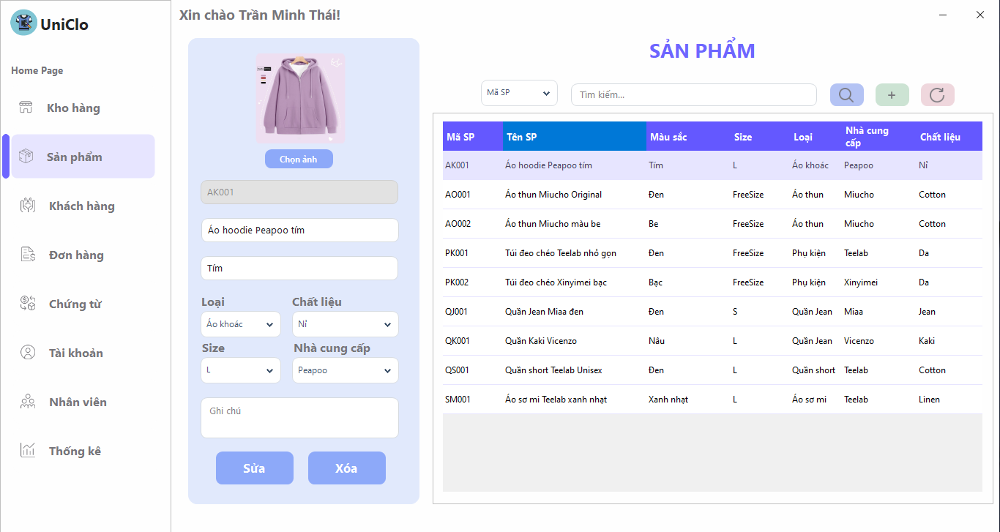 UniClo
Xin chào Trần Minh Thái!
Home Page
Kho hàng
Sản phẩm
Khách hàng
Đơn hàng
Chứng từ
Tài khoản
Nhân viên
Thống kê
Chọn ảnh
AK001
Áo hoodie Peapoo tím
Tím
Loại Chất liệu
Áo khoác Nỉ
Size Nhà cung cấp
L Peapoo
Ghi chú
Sửa Xóa
SẢN PHẨM
Mã SP Tìm kiếm...
Mã SP Tên SP Màu sắc Size Loại Nhà cung cấp Chất liệu
AK001 Áo hoodie Peapoo tím Tím L Áo khoác Peapoo Nỉ
AO001 Áo thun Miucho Original Đen FreeSize Áo thun Miucho Cotton
AO002 Áo thun Miucho màu be Be FreeSize Áo thun Miucho Cotton
PK001 Túi đeo chéo Teelab nhỏ gọn Đen FreeSize Phụ kiện Teelab Da
PK002 Túi đeo chéo Xinyimei bạc Bạc FreeSize Phụ kiện Xinyimei Da
QJ001 Quần Jean Miaa đen Đen S Quần Jean Miaa Jean
QK001 Quần Kaki Vicenzo Nâu L Quần Jean Vicenzo Kaki
QS001 Quần short Teelab Unisex Đen L Quần short Teelab Cotton
SM001 Áo sơ mi Teelab xanh nhạt Xanh nhạt L Áo sơ mi Teelab Linen